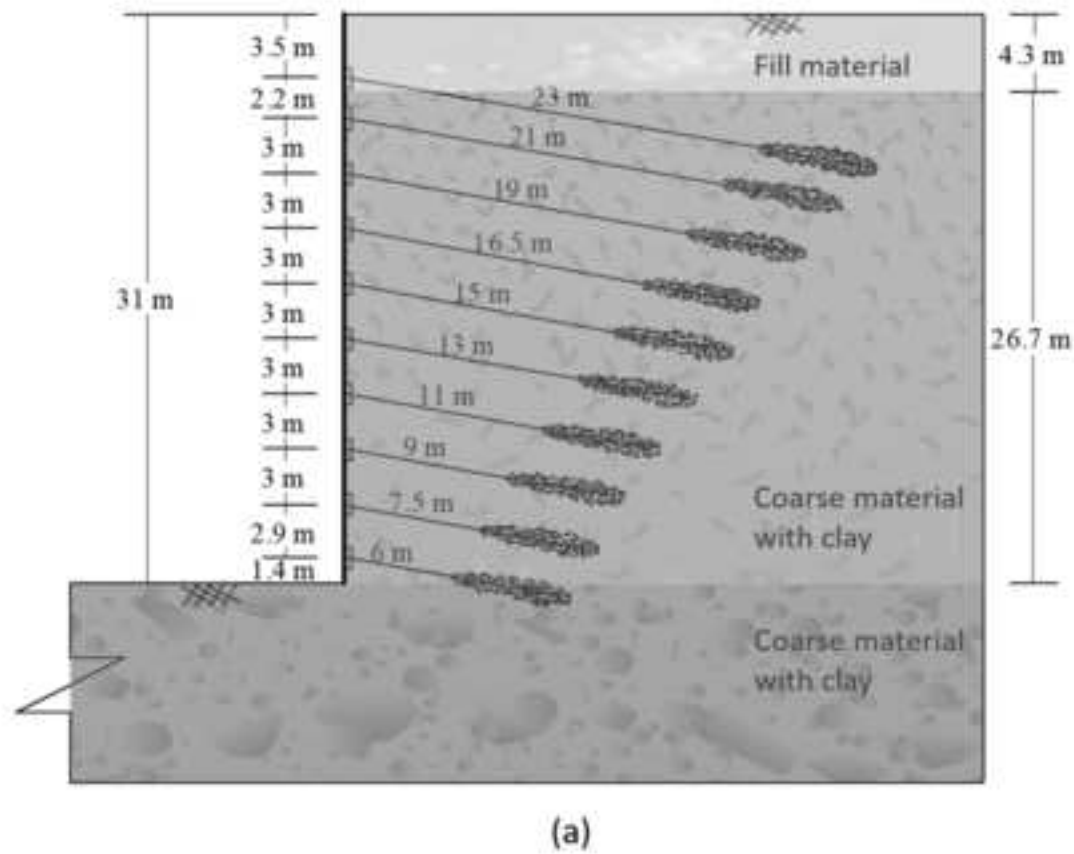 3.5 m
2.2 m
3 m
3 m
3 m
3 m
3 m
3 m
3 m
2.9 m
1.4 m
31 m
23 m
21 m
19 m
16.5 m
15 m
13 m
11 m
9 m
7.5 m
6 m
Fill material
4.3 m
26.7 m
Coarse material
with clay
Coarse material
with clay
(a)